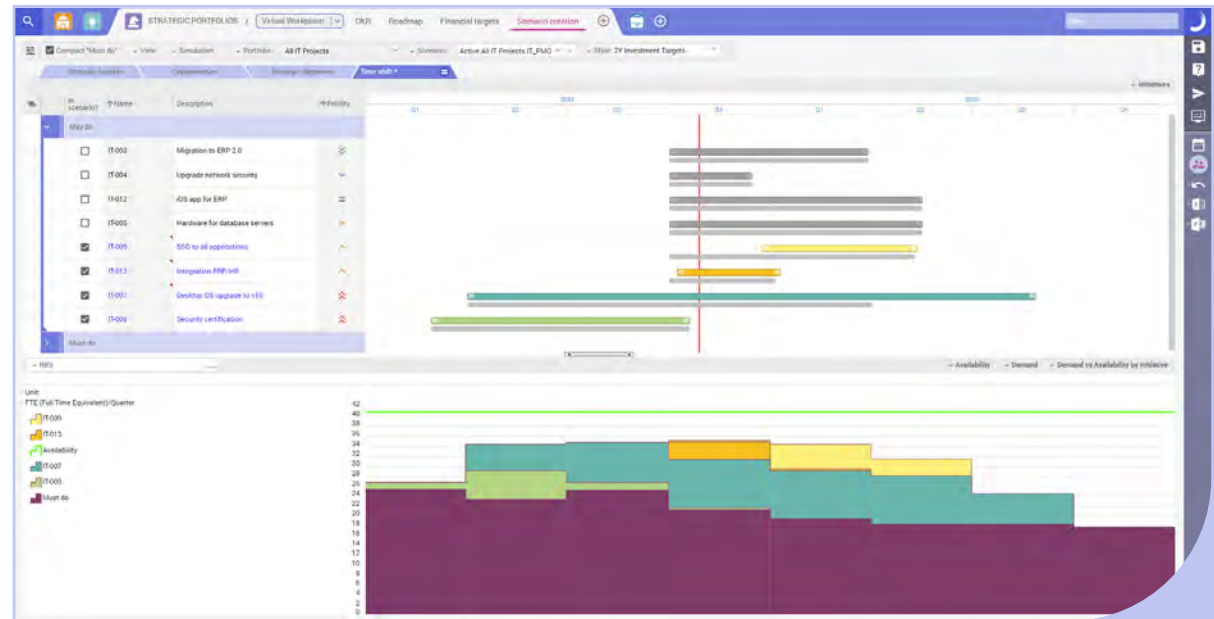 STRATEGIC PORTFOLIOS Virtual Workplace OKR Roadmap Financial targets Scenario creation
Compact "Must do" View Simulation Portfolio: All IT Projects Scenario: Active All IT Projects IT_PMO Style: 2Y Investment Targets
Time shift *
Initiatives
In scenario? Name Description Priority
Q1 Q2 Q3 Q4 Q1 Q2 Q3 Q4
May do
IT-003 Migration to ERP 2.0
IT-004 Upgrade network security
IT-012 iOS app for ERP
IT-005 Hardware for database servers
IT-009 SSO to all applications
IT-013 Integration ERP/HR
IT-007 Desktop OS upgrade to v10
IT-008 Security certification
Must do
RBS
Availability Demand Demand vs Availability by Initiative
Unit:
FTE (Full Time Equivalent)/Quarter
IT-009
IT-013
Availability
IT-007
IT-008
Must do
42
40
38
36
34
32
30
28
26
24
22
20
18
16
14
12
10
8
6
4
2
0